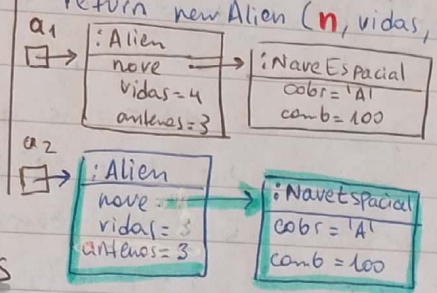 return new Alien (n, vidas,
a1
: Alien
nave
vidas = 4
antenas = 3
: NaveEspacial
cobr = 'A'
comb = 100
a2
: Alien
nave
vidas = 3
antenas = 3
: NaveEspacial
cobr = 'A'
comb = 100
s